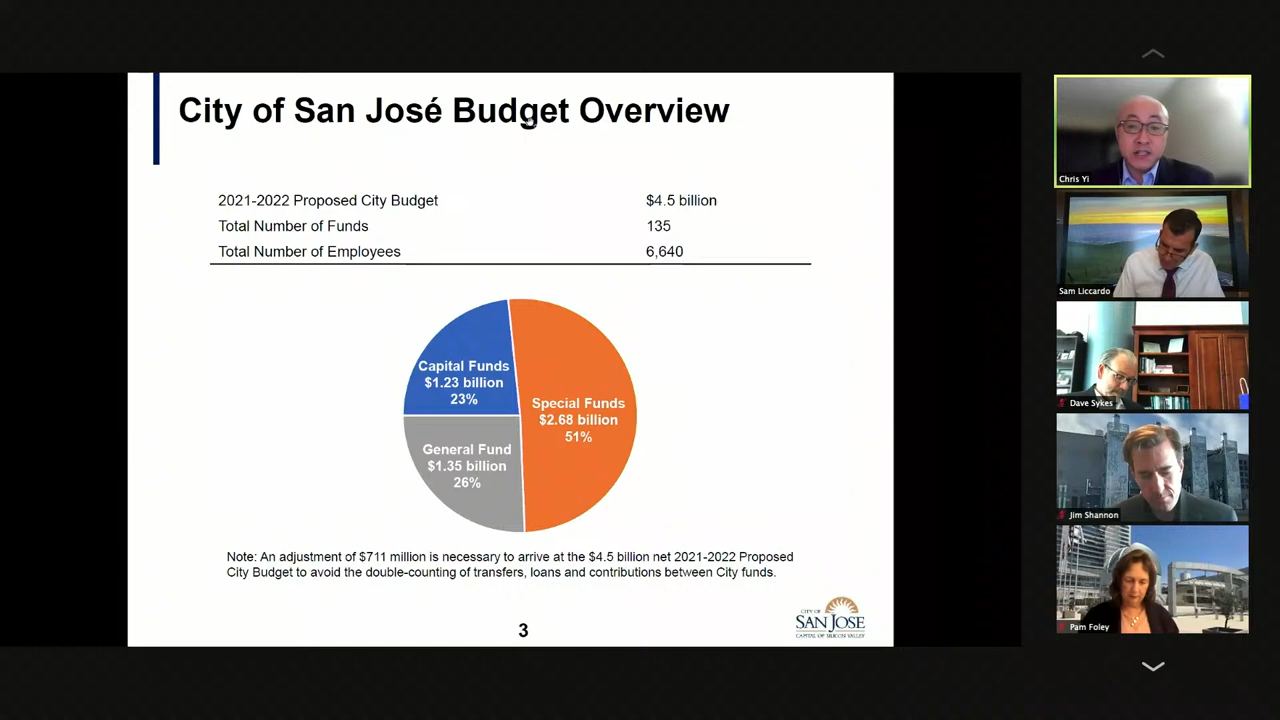 City of San José Budget Overview
2021-2022 Proposed City Budget $4.5 billion
Total Number of Funds 135
Total Number of Employees 6,640
Capital Funds
$1.23 billion
23%
Special Funds
$2.68 billion
51%
General Fund
$1.35 billion
26%
Note: An adjustment of $711 million is necessary to arrive at the $4.5 billion net 2021-2022 Proposed
City Budget to avoid the double-counting of transfers, loans and contributions between City funds.
3
CITY OF
SAN JOSE
CAPITAL OF SILICON VALLEY
Chris Yi
Sam Liccardo
Dave Sykes
Jim Shannon
Pam Foley